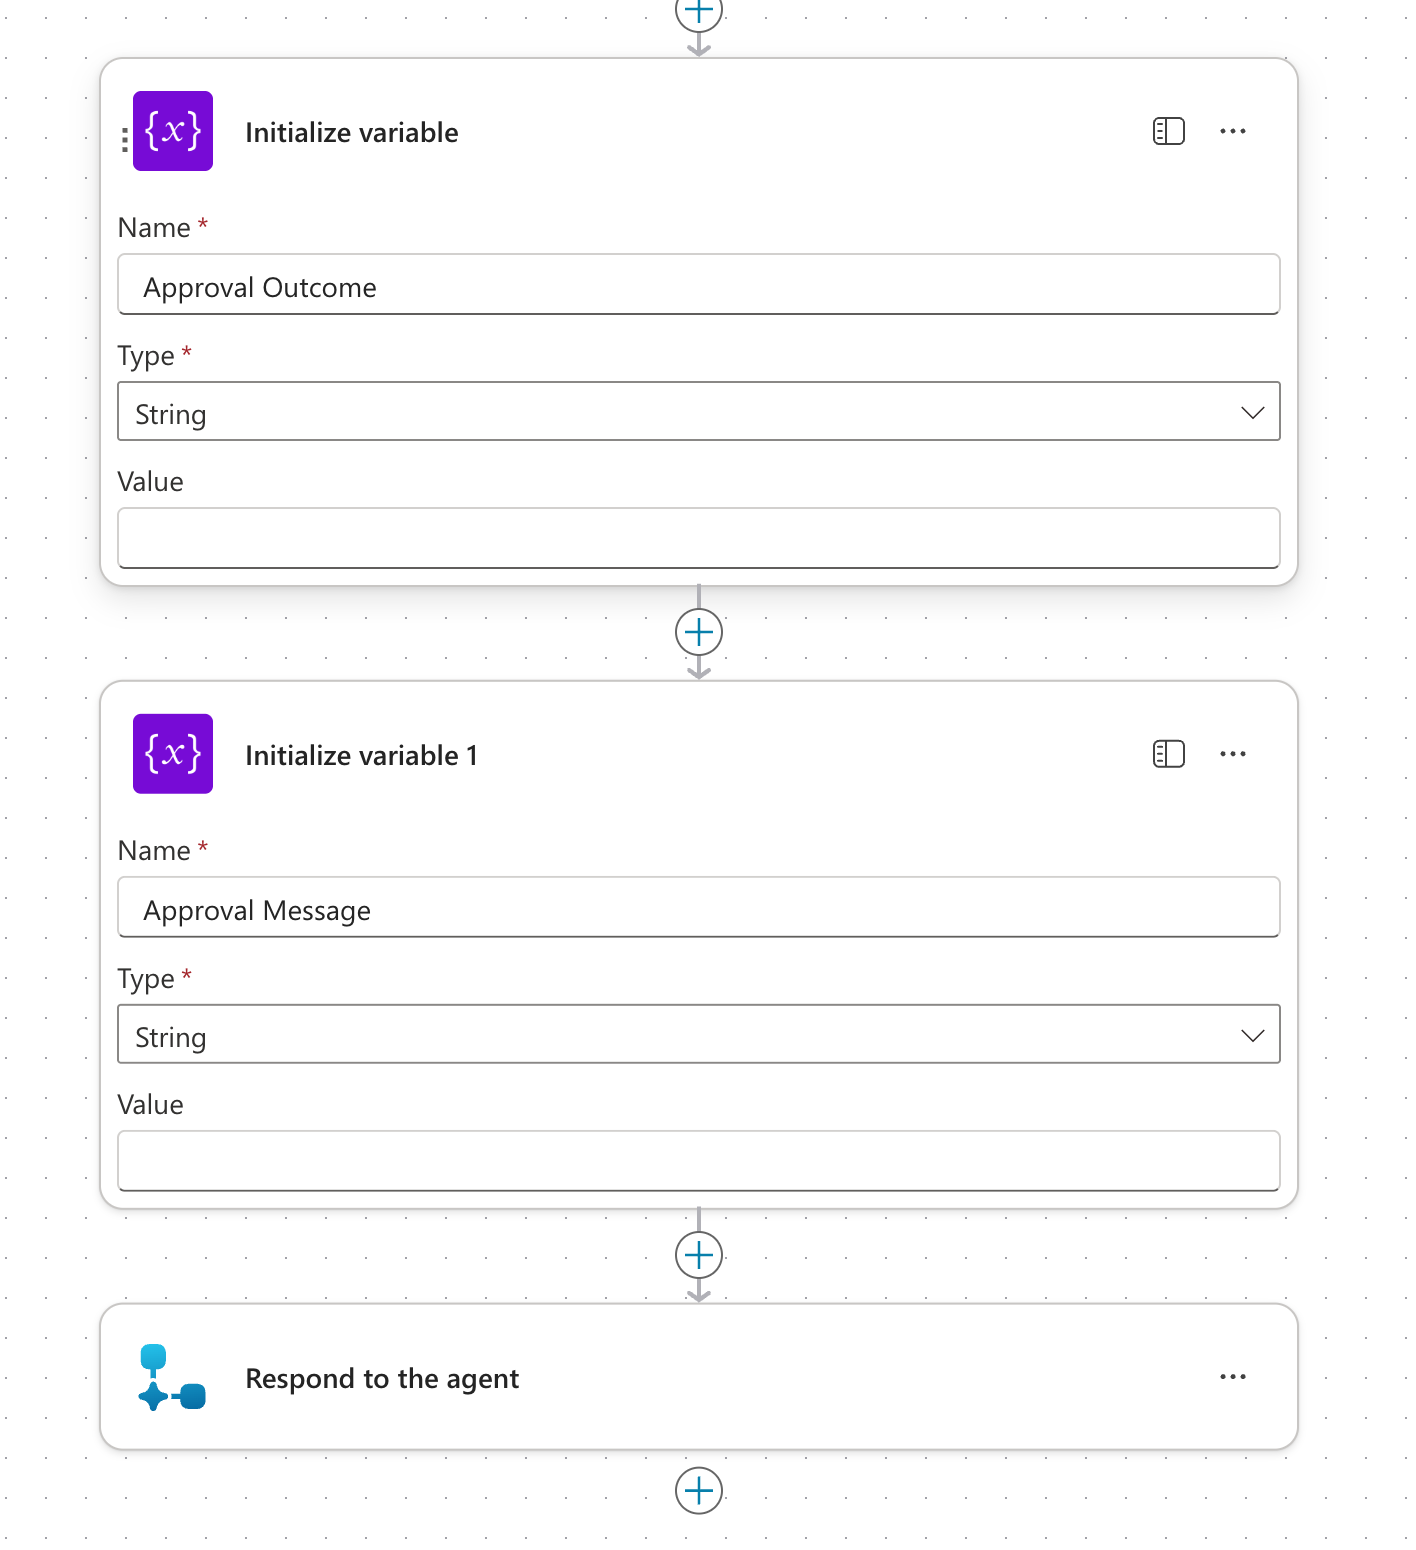 {x} Initialize variable
Name *
Approval Outcome
Type *
String
Value
{x} Initialize variable 1
Name *
Approval Message
Type *
String
Value
Respond to the agent